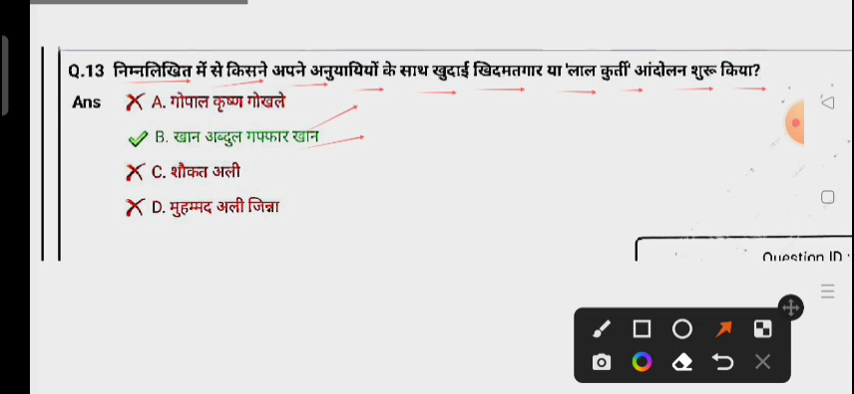 Q.13 निम्नलिखित में से किसने अपने अनुयायियों के साथ खुदाई खिदमतगार या 'लाल कुर्ती' आंदोलन शुरू किया?
Ans A. गोपाल कृष्ण गोखले
B. खान अब्दुल गफ्फार खान
C. शौकत अली
D. मुहम्मद अली जिन्ना
Question ID :